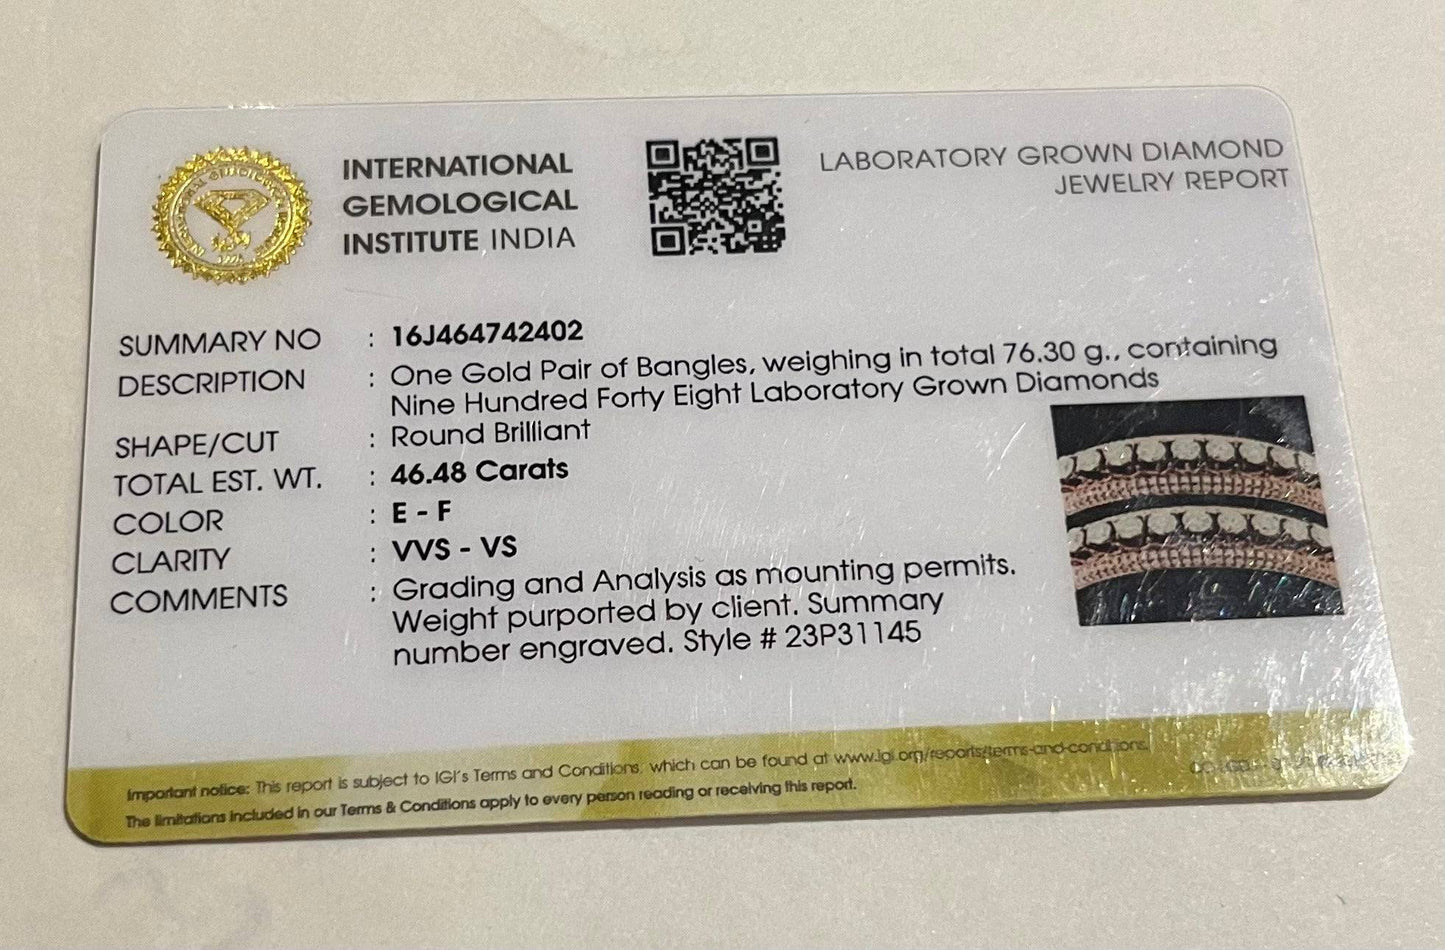 INTERNATIONAL
GEMOLOGICAL
INSTITUTE INDIA
LABORATORY GROWN DIAMOND
JEWELRY REPORT
SUMMARY NO : 16J464742402
DESCRIPTION : One Gold Pair of Bangles, weighing in total 76.30 g., containing
Nine Hundred Forty Eight Laboratory Grown Diamonds
SHAPE/CUT : Round Brilliant
TOTAL EST. WT. : 46.48 Carats
COLOR : E - F
CLARITY : VVS - VS
COMMENTS : Grading and Analysis as mounting permits.
Weight purported by client. Summary
number engraved. Style # 23P31145
Important notice: This report is subject to IGI's Terms and Conditions, which can be found at www.igi.org/reports/terms-and-conditions.
The limitations included in our Terms & Conditions apply to every person reading or receiving this report.